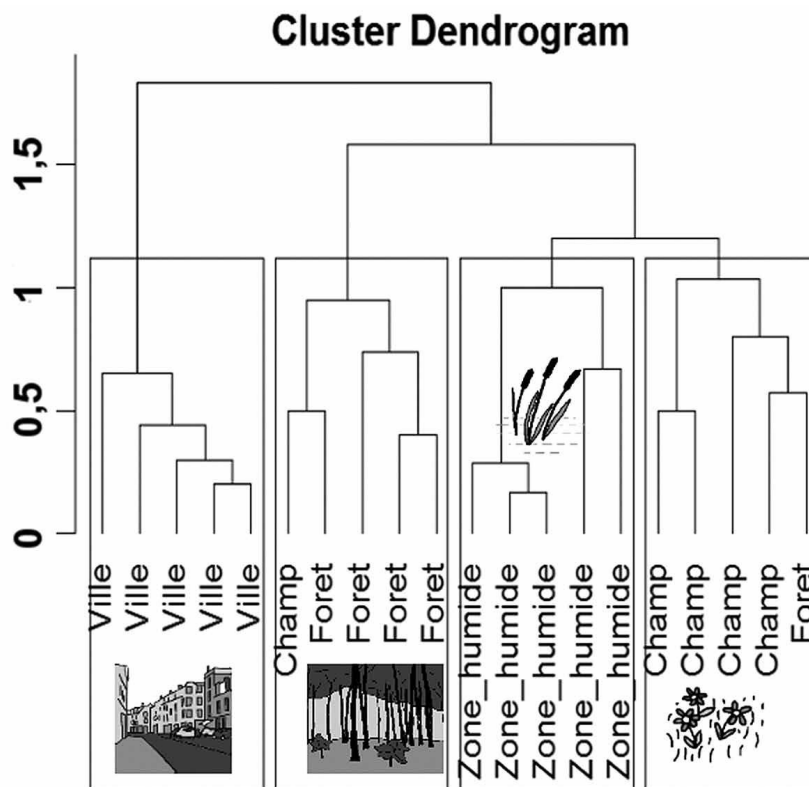 Cluster Dendrogram
1,5
1
0,5
0
Ville
Ville
Ville
Ville
Ville
Champ
Foret
Foret
Foret
Foret
Zone_humide
Zone_humide
Zone_humide
Zone_humide
Zone_humide
Champ
Champ
Champ
Champ
Foret